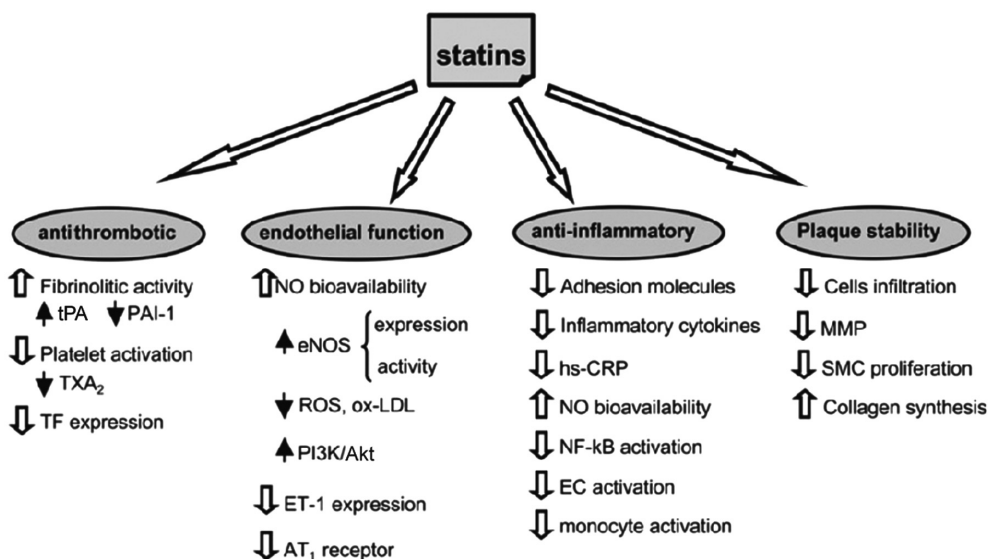 statins
antithrombotic
Fibrinolitic activity
tPA PAI-1
Platelet activation
TXA2
TF expression
endothelial function
NO bioavailability
eNOS
expression
activity
ROS, ox-LDL
PI3K/Akt
ET-1 expression
AT1 receptor
anti-inflammatory
Adhesion molecules
Inflammatory cytokines
hs-CRP
NO bioavailability
NF-kB activation
EC activation
monocyte activation
Plaque stability
Cells infiltration
MMP
SMC proliferation
Collagen synthesis